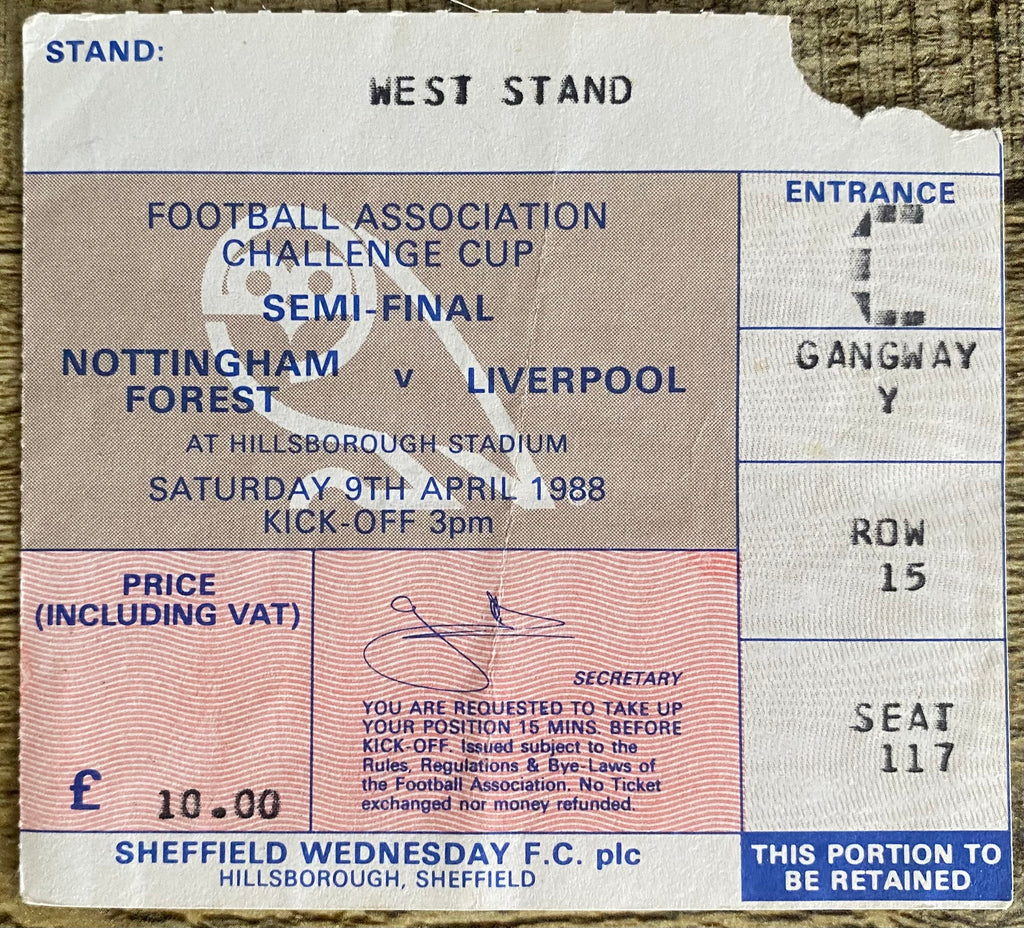 STAND:
WEST STAND
FOOTBALL ASSOCIATION
CHALLENGE CUP
SEMI-FINAL
NOTTINGHAM
FOREST
v
LIVERPOOL
AT HILLSBOROUGH STADIUM
SATURDAY 9TH APRIL 1988
KICK-OFF 3pm
ENTRANCE
C
GANGWAY
Y
ROW
15
SEAT
117
PRICE
(INCLUDING VAT)
£ 10.00
SECRETARY
YOU ARE REQUESTED TO TAKE UP
YOUR POSITION 15 MINS. BEFORE
KICK-OFF. Issued subject to the
Rules, Regulations & Bye-Laws of
the Football Association. No Ticket
exchanged nor money refunded.
SHEFFIELD WEDNESDAY F.C. plc
HILLSBOROUGH, SHEFFIELD
THIS PORTION TO
BE RETAINED